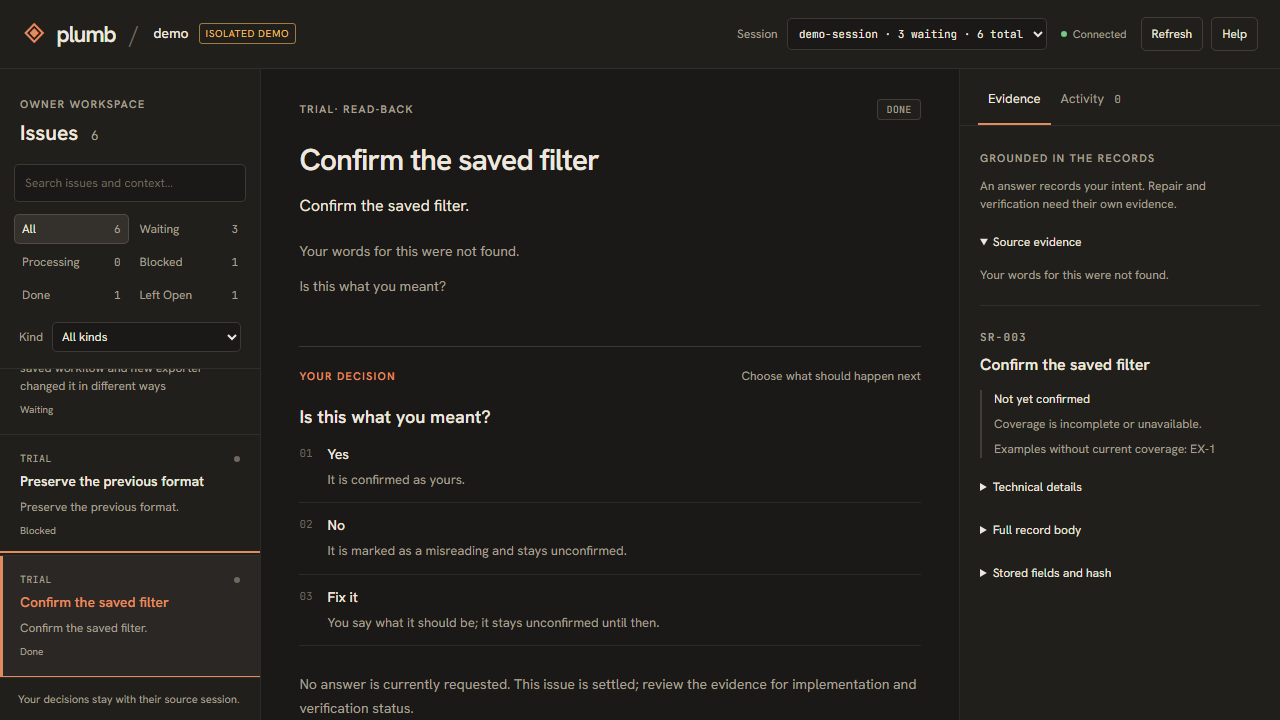 plumb / demo ISOLATED DEMO
Session demo-session · 3 waiting · 6 total Connected Refresh Help
OWNER WORKSPACE
Issues 6
Search issues and context...
All 6 Waiting 3
Processing 0 Blocked 1
Done 1 Left Open 1
Kind All kinds
saved workflow and new exporter
changed it in different ways
Waiting
TRIAL
Preserve the previous format
Preserve the previous format.
Blocked
TRIAL
Confirm the saved filter
Confirm the saved filter.
Done
Your decisions stay with their source session.
TRIAL· READ-BACK DONE
Confirm the saved filter
Confirm the saved filter.
Your words for this were not found.
Is this what you meant?
YOUR DECISION Choose what should happen next
Is this what you meant?
01 Yes
It is confirmed as yours.
02 No
It is marked as a misreading and stays unconfirmed.
03 Fix it
You say what it should be; it stays unconfirmed until then.
No answer is currently requested. This issue is settled; review the evidence for implementation and
verification status.
Evidence Activity 0
GROUNDED IN THE RECORDS
An answer records your intent. Repair and
verification need their own evidence.
Source evidence
Your words for this were not found.
SR-003
Confirm the saved filter
Not yet confirmed
Coverage is incomplete or unavailable.
Examples without current coverage: EX-1
Technical details
Full record body
Stored fields and hash